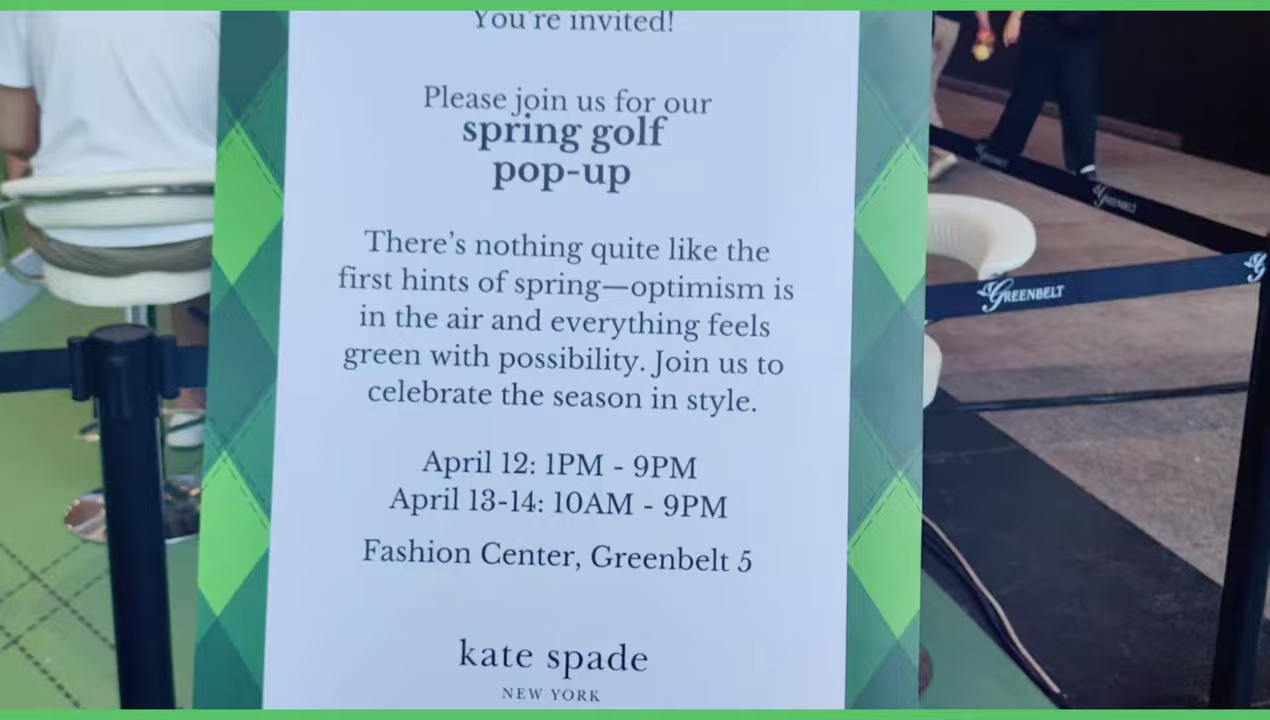 You're invited!
Please join us for our
spring golf
pop-up
There's nothing quite like the
first hints of spring—optimism is
in the air and everything feels
green with possibility. Join us to
celebrate the season in style.
April 12: 1PM - 9PM
April 13-14: 10AM - 9PM
Fashion Center, Greenbelt 5
kate spade
NEW YORK
GREENBELT
GREENBELT